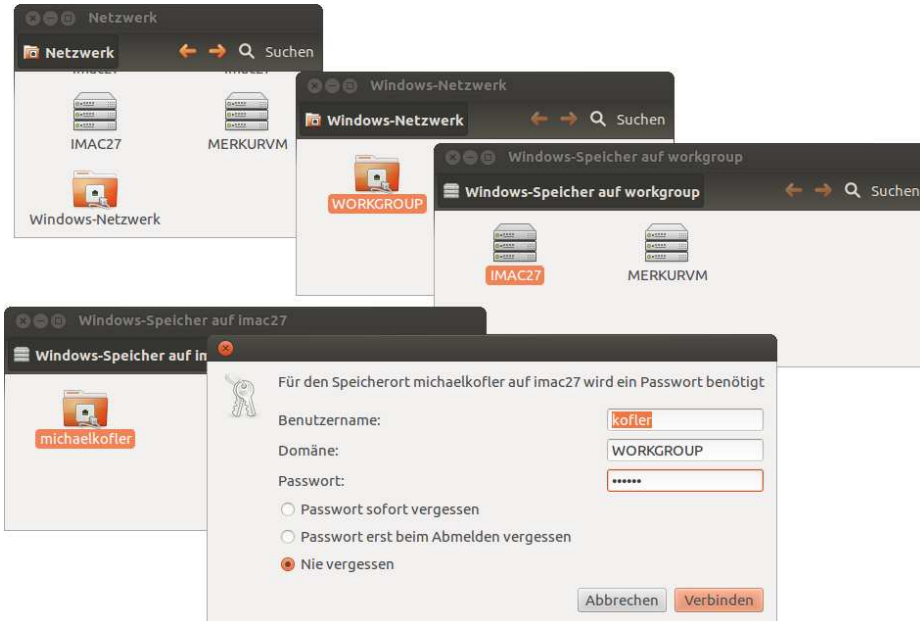 Netzwerk
Netzwerk
Suchen
IMAC27
MERKURVM
Windows-Netzwerk
Windows-Netzwerk
Windows-Netzwerk
Suchen
WORKGROUP
Windows-Speicher auf workgroup
Windows-Speicher auf workgroup
Suchen
IMAC27
MERKURVM
Windows-Speicher auf imac27
Windows-Speicher auf
michaelkofler
Für den Speicherort michaelkofler auf imac27 wird ein Passwort benötigt
Benutzername:
kofler
Domäne:
WORKGROUP
Passwort:
••••••
Passwort sofort vergessen
Passwort erst beim Abmelden vergessen
Nie vergessen
Abbrechen
Verbinden